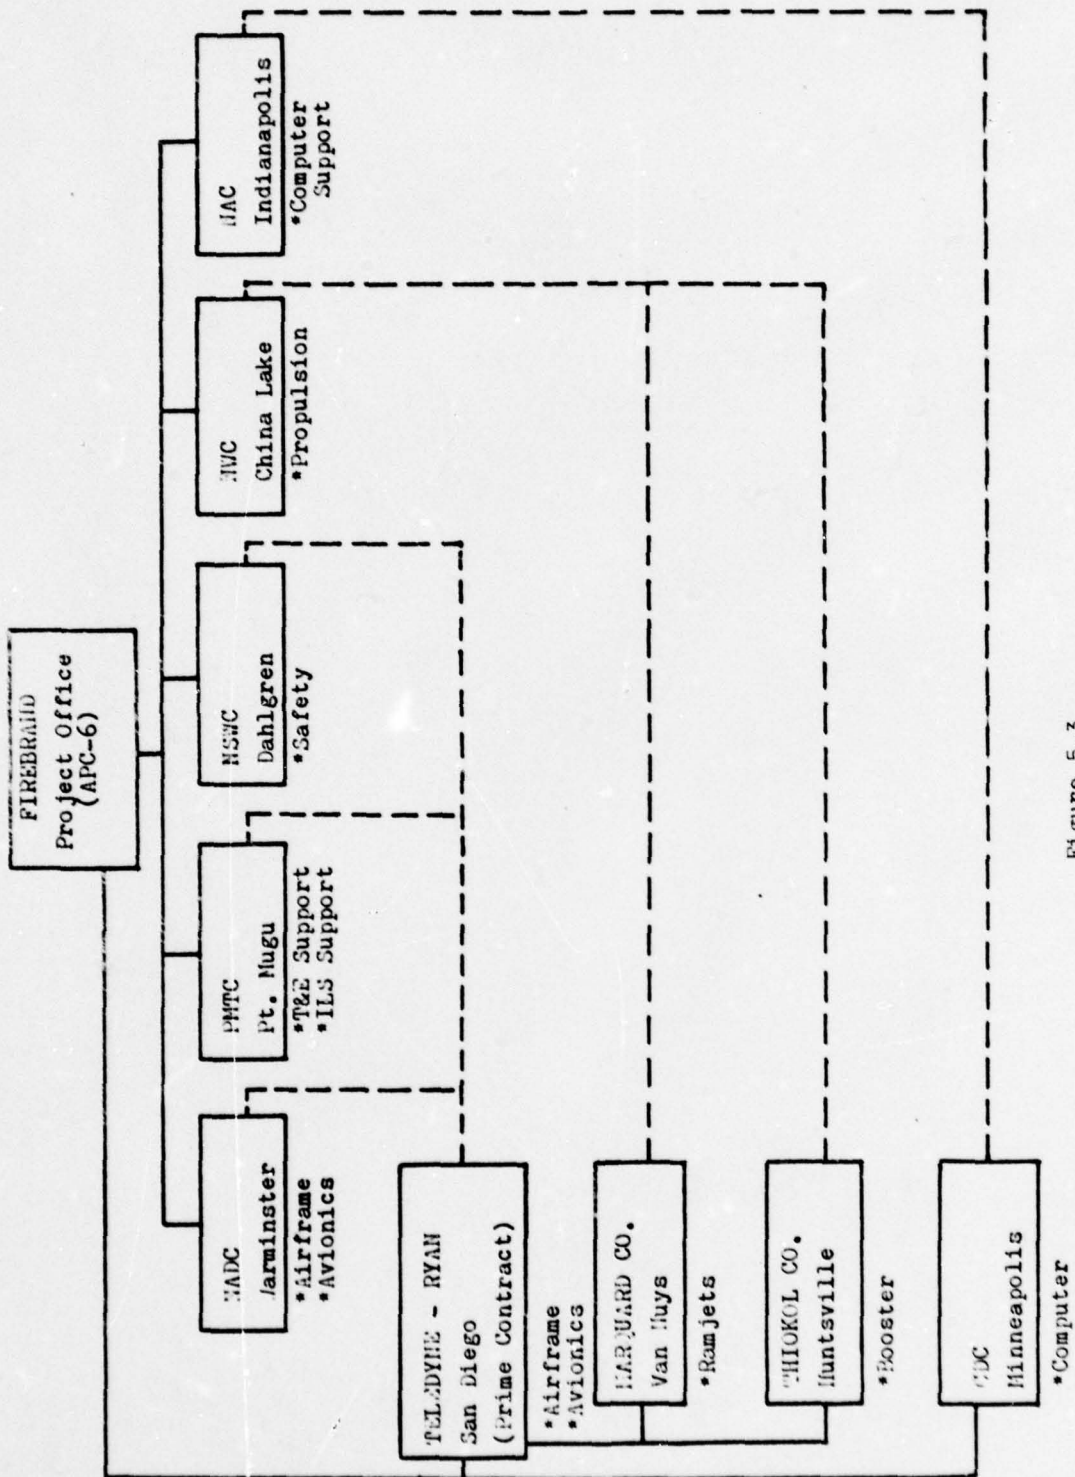 FIREBRAND
Project Office
(APC-6)
NADC
Warminster
*Airframe
*Avionics
PMTC
Pt. Mugu
*T&E Support
*ILS Support
NSWC
Dahlgren
*Safety
NWC
China Lake
*Propulsion
NAC
Indianapolis
*Computer
Support
TELEDYNE - RYAN
San Diego
(Prime Contract)
*Airframe
*Avionics
MARQUARD CO.
Van Nuys
*Ramjets
THIOKOL CO.
Huntsville
*Booster
CDC
Minneapolis
*Computer
Figure 5.3